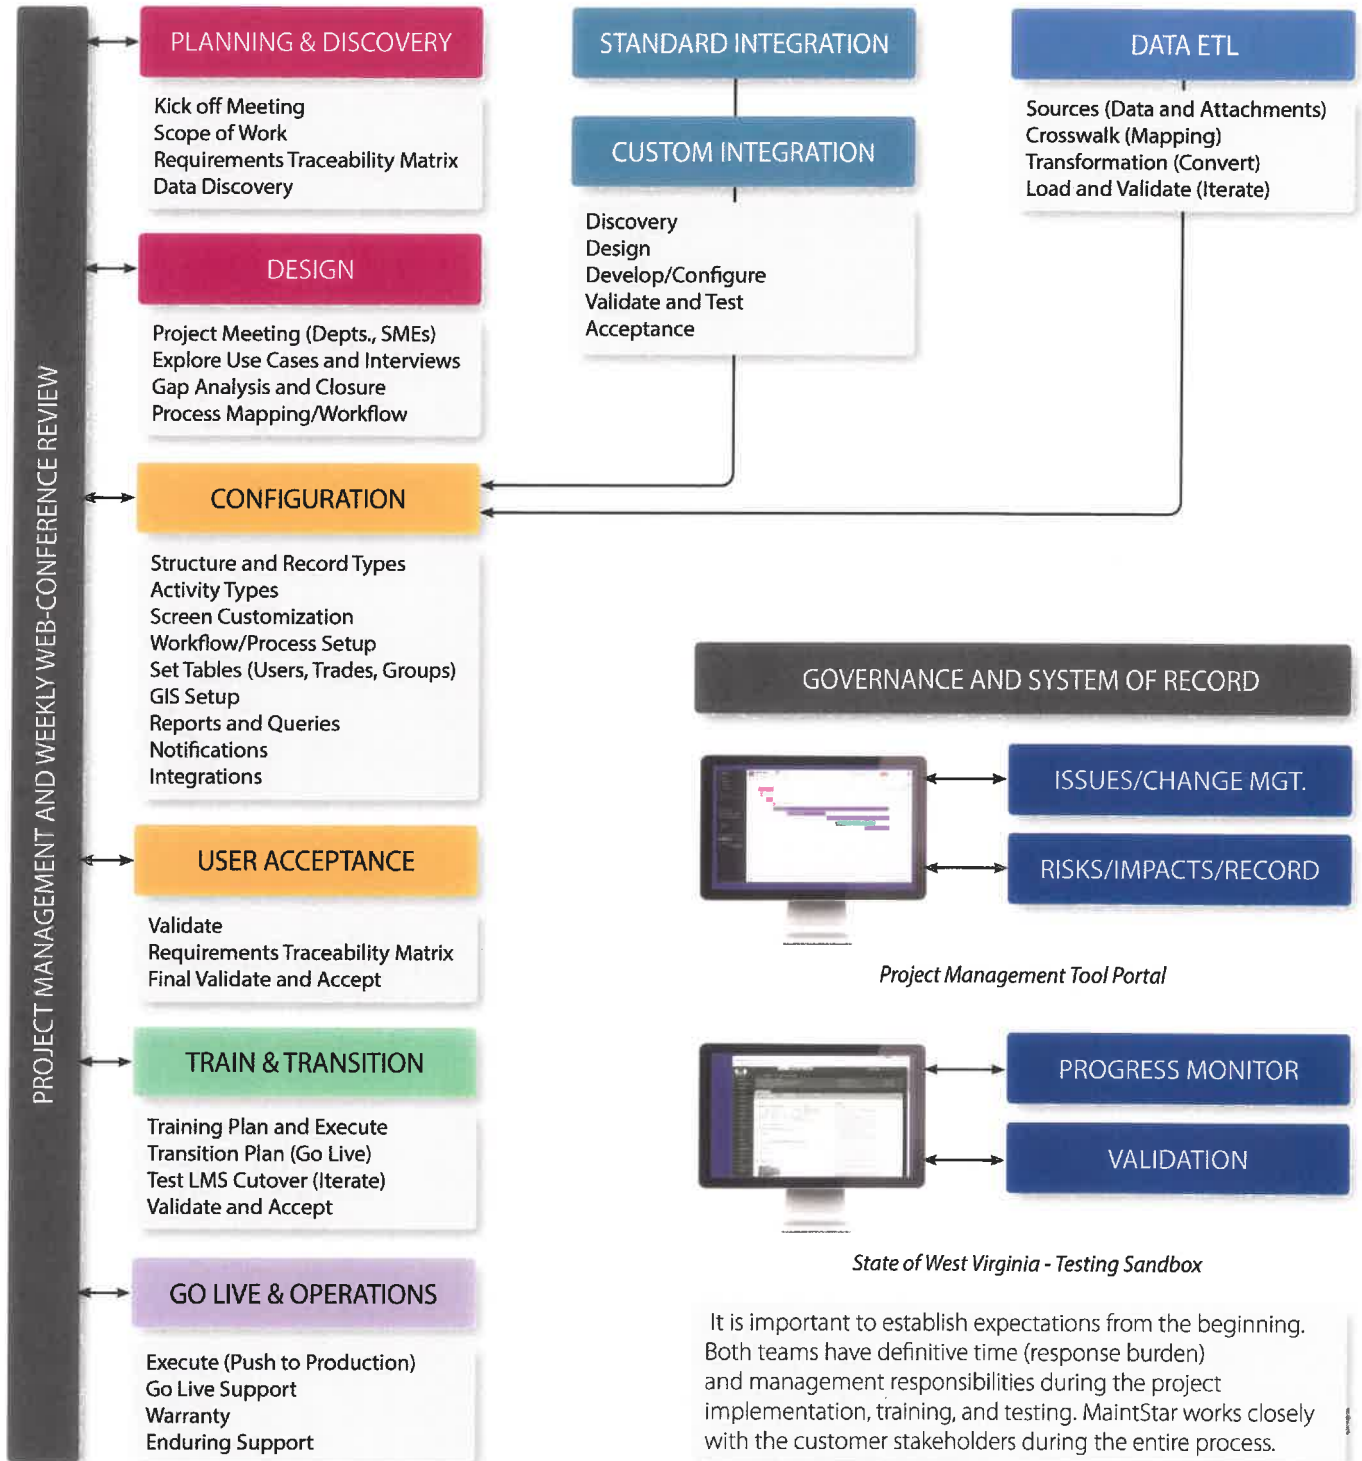 PROJECT MANAGEMENT AND WEEKLY WEB-CONFERENCE REVIEW
PLANNING & DISCOVERY
Kick off Meeting
Scope of Work
Requirements Traceability Matrix
Data Discovery
DESIGN
Project Meeting (Depts., SMEs)
Explore Use Cases and Interviews
Gap Analysis and Closure
Process Mapping/Workflow
CONFIGURATION
Structure and Record Types
Activity Types
Screen Customization
Workflow/Process Setup
Set Tables (Users, Trades, Groups)
GIS Setup
Reports and Queries
Notifications
Integrations
USER ACCEPTANCE
Validate
Requirements Traceability Matrix
Final Validate and Accept
TRAIN & TRANSITION
Training Plan and Execute
Transition Plan (Go Live)
Test LMS Cutover (Iterate)
Validate and Accept
GO LIVE & OPERATIONS
Execute (Push to Production)
Go Live Support
Warranty
Enduring Support
STANDARD INTEGRATION
CUSTOM INTEGRATION
Discovery
Design
Develop/Configure
Validate and Test
Acceptance
DATA ETL
Sources (Data and Attachments)
Crosswalk (Mapping)
Transformation (Convert)
Load and Validate (Iterate)
GOVERNANCE AND SYSTEM OF RECORD
ISSUES/CHANGE MGT.
RISKS/IMPACTS/RECORD
Project Management Tool Portal
PROGRESS MONITOR
VALIDATION
State of West Virginia - Testing Sandbox
It is important to establish expectations from the beginning.
Both teams have definitive time (response burden)
and management responsibilities during the project
implementation, training, and testing. MaintStar works closely
with the customer stakeholders during the entire process.